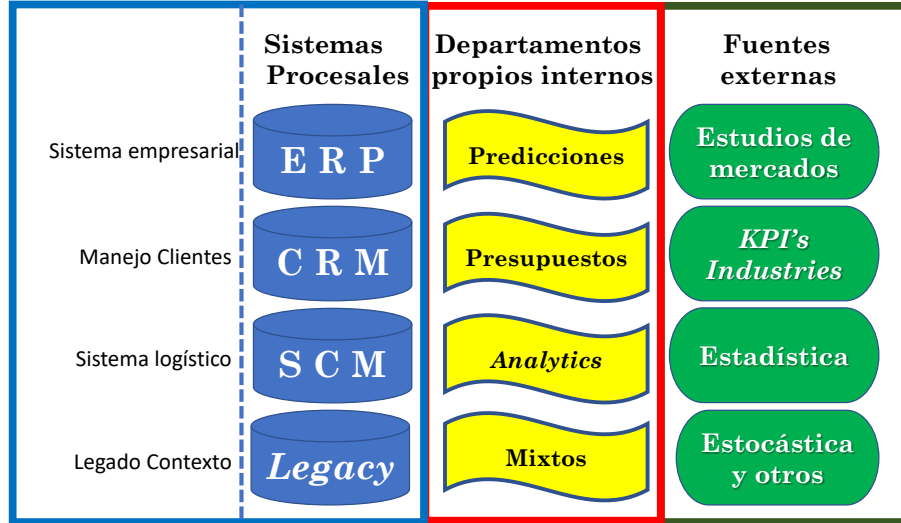 Sistemas
Procesales
Departamentos
propios internos
Fuentes
externas
Sistema empresarial
E R P
Predicciones
Estudios de
mercados
Manejo Clientes
C R M
Presupuestos
KPI's
Industries
Sistema logístico
S C M
Analytics
Estadística
Legado Contexto
Legacy
Mixtos
Estocástica
y otros